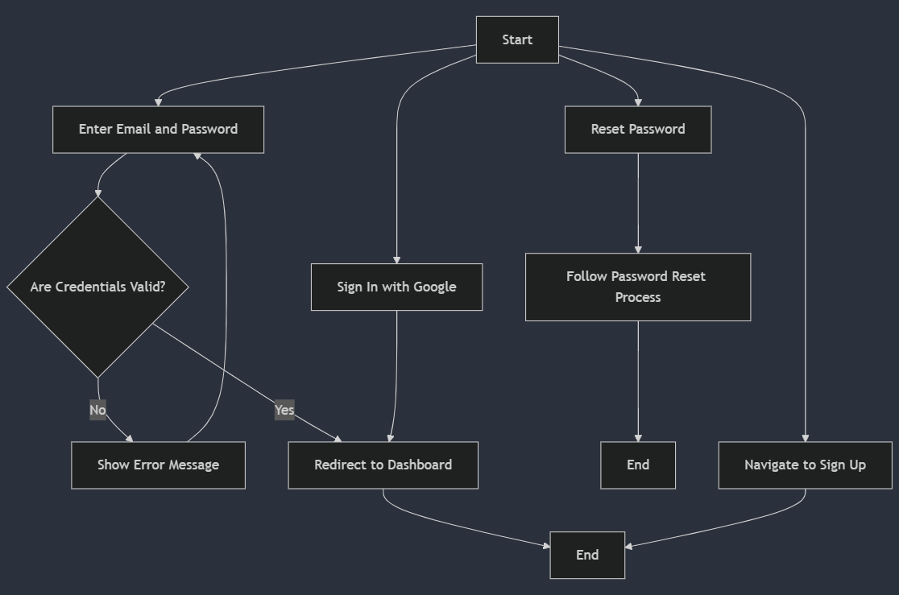 Start
Enter Email and Password
Reset Password
Are Credentials Valid?
Sign In with Google
Follow Password Reset
Process
No
Yes
Show Error Message
Redirect to Dashboard
End
Navigate to Sign Up
End